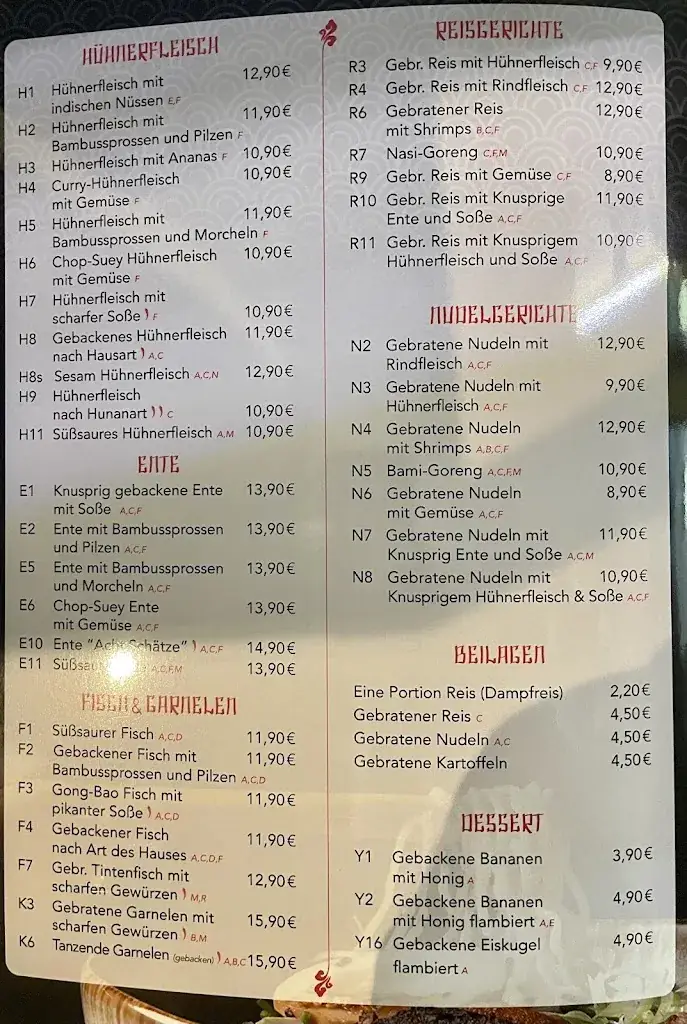 HÜHNERFLEISCH
H1 Hühnerfleisch mit 12,90€
indischen Nüssen E,F
H2 Hühnerfleisch mit 11,90€
Bambussprossen und Pilzen F
H3 Hühnerfleisch mit Ananas F 10,90€
H4 Curry-Hühnerfleisch 10,90€
mit Gemüse F
H5 Hühnerfleisch mit 11,90€
Bambussprossen und Morcheln F
H6 Chop-Suey Hühnerfleisch 10,90€
mit Gemüse F
H7 Hühnerfleisch mit
scharfer Soße F 10,90€
H8 Gebackenes Hühnerfleisch 11,90€
nach Hausart A,C
H8s Sesam Hühnerfleisch A,C,N 12,90€
H9 Hühnerfleisch
nach Hunanart C 10,90€
H11 Süßsaures Hühnerfleisch A,M 10,90€
ENTE
E1 Knusprig gebackene Ente 13,90€
mit Soße A,C,F
E2 Ente mit Bambussprossen 13,90€
und Pilzen A,C,F
E5 Ente mit Bambussprossen 13,90€
und Morcheln A,C,F
E6 Chop-Suey Ente 13,90€
mit Gemüse A,C,F
E10 Ente "Acht Schätze" A,C,F 14,90€
E11 A,C,F,M 13,90€
FISCH & GARNELEN
F1 Süßsaurer Fisch A,C,D 11,90€
F2 Gebackener Fisch mit 11,90€
Bambussprossen und Pilzen A,C,D
F3 Gong-Bao Fisch mit 11,90€
pikanter Soße A,C,D
F4 Gebackener Fisch 11,90€
nach Art des Hauses A,C,D,F
F7 Gebr. Tintenfisch mit 12,90€
scharfen Gewürzen M,R
K3 Gebratene Garnelen mit 15,90€
scharfen Gewürzen B,M
K6 Tanzende Garnelen (gebacken) A,B,C 15,90€
REISGERICHTE
R3 Gebr. Reis mit Hühnerfleisch C,F 9,90€
R4 Gebr. Reis mit Rindfleisch C,F 12,90€
R6 Gebratener Reis 12,90€
mit Shrimps B,C,F
R7 Nasi-Goreng C,F,M 10,90€
R9 Gebr. Reis mit Gemüse C,F 8,90€
R10 Gebr. Reis mit Knusprige 11,90€
Ente und Soße A,C,F
R11 Gebr. Reis mit Knusprigem 10,90€
Hühnerfleisch und Soße A,C,F
NUDELGERICHTE
N2 Gebratene Nudeln mit 12,90€
Rindfleisch A,C,F
N3 Gebratene Nudeln mit 9,90€
Hühnerfleisch A,C,F
N4 Gebratene Nudeln 12,90€
mit Shrimps A,B,C,F
N5 Bami-Goreng A,C,F,M 10,90€
N6 Gebratene Nudeln 8,90€
mit Gemüse A,C,F
N7 Gebratene Nudeln mit 11,90€
Knusprig Ente und Soße A,C,M
N8 Gebratene Nudeln mit 10,90€
Knusprigem Hühnerfleisch & Soße A,C,F
BEILAGEN
Eine Portion Reis (Dampfreis) 2,20€
Gebratener Reis C 4,50€
Gebratene Nudeln A,C 4,50€
Gebratene Kartoffeln 4,50€
DESSERT
Y1 Gebackene Bananen 3,90€
mit Honig A
Y2 Gebackene Bananen 4,90€
mit Honig flambiert A,E
Y16 Gebackene Eiskugel 4,90€
flambiert A